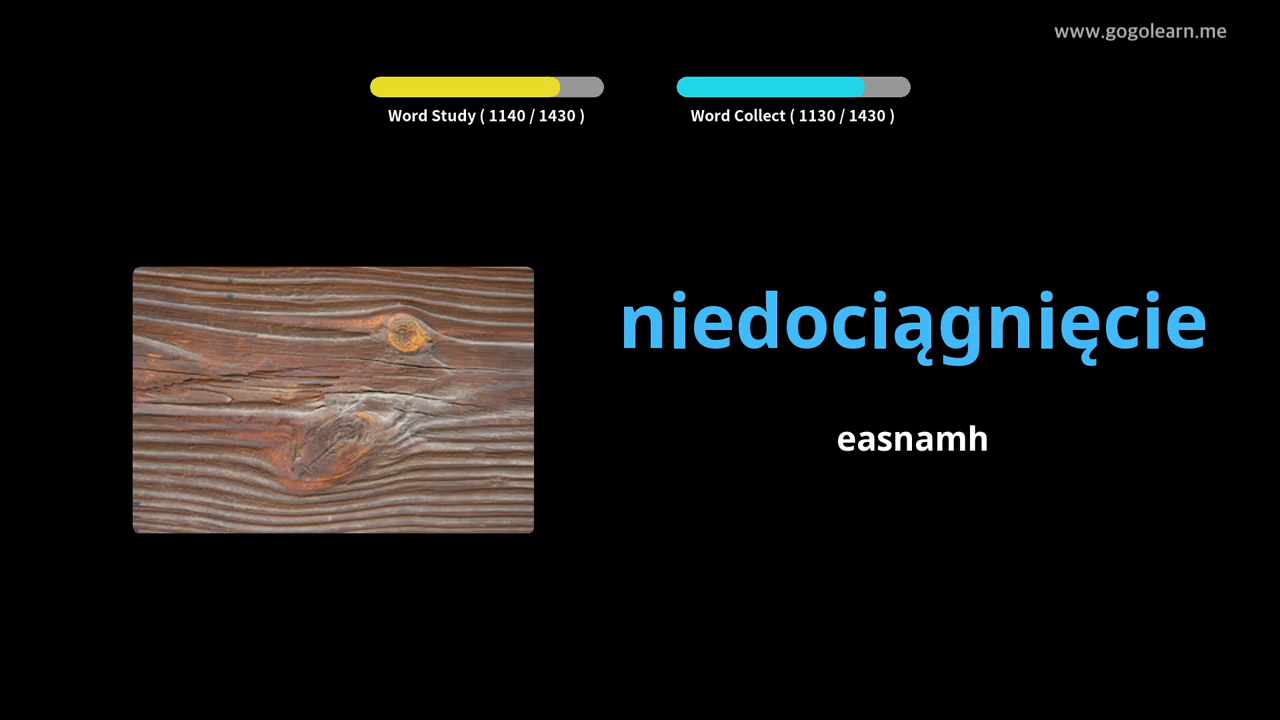 www.gogolearn.me
Word Study ( 1140 / 1430 )
Word Collect ( 1130 / 1430 )
niedociągnięcie
easnamh